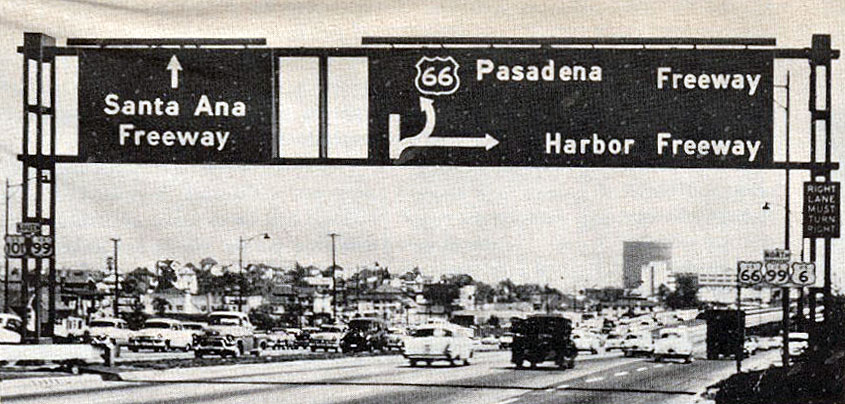 Santa Ana
Freeway
66 Pasadena Freeway
Harbor Freeway
RIGHT
LANE
MUST
TURN
RIGHT
SOUTH
101 99
NORTH
66 99 6